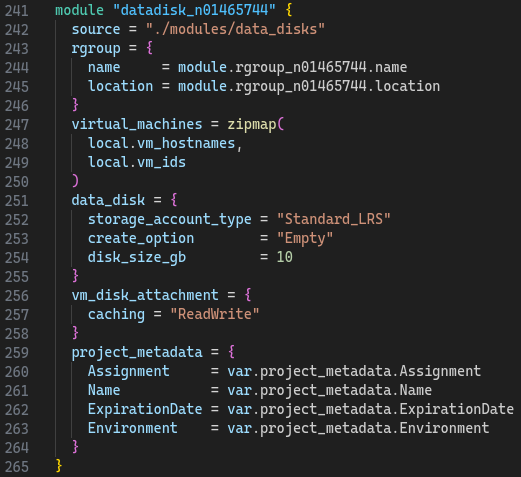 241 module "datadisk_n01465744" {
242   source = "./modules/data_disks"
243   rgroup = {
244     name     = module.rgroup_n01465744.name
245     location = module.rgroup_n01465744.location
246   }
247   virtual_machines = zipmap(
248     local.vm_hostnames,
249     local.vm_ids
250   )
251   data_disk = {
252     storage_account_type = "Standard_LRS"
253     create_option        = "Empty"
254     disk_size_gb         = 10
255   }
256   vm_disk_attachment = {
257     caching = "ReadWrite"
258   }
259   project_metadata = {
260     Assignment     = var.project_metadata.Assignment
261     Name           = var.project_metadata.Name
262     ExpirationDate = var.project_metadata.ExpirationDate
263     Environment    = var.project_metadata.Environment
264   }
265 }